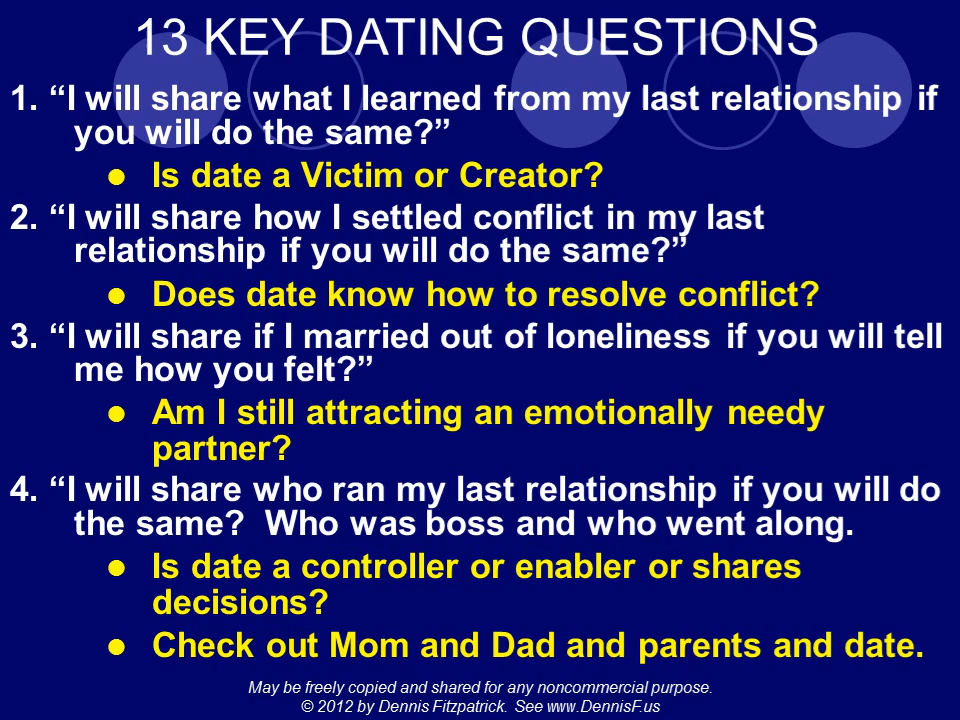 13 KEY DATING QUESTIONS
1. “I will share what I learned from my last relationship if
you will do the same?”
● Is date a Victim or Creator?
2. “I will share how I settled conflict in my last
relationship if you will do the same?”
● Does date know how to resolve conflict?
3. “I will share if I married out of loneliness if you will tell
me how you felt?”
● Am I still attracting an emotionally needy
partner?
4. “I will share who ran my last relationship if you will do
the same? Who was boss and who went along.
● Is date a controller or enabler or shares
decisions?
● Check out Mom and Dad and parents and date.
May be freely copied and shared for any noncommercial purpose.
© 2012 by Dennis Fitzpatrick. See www.DennisF.us